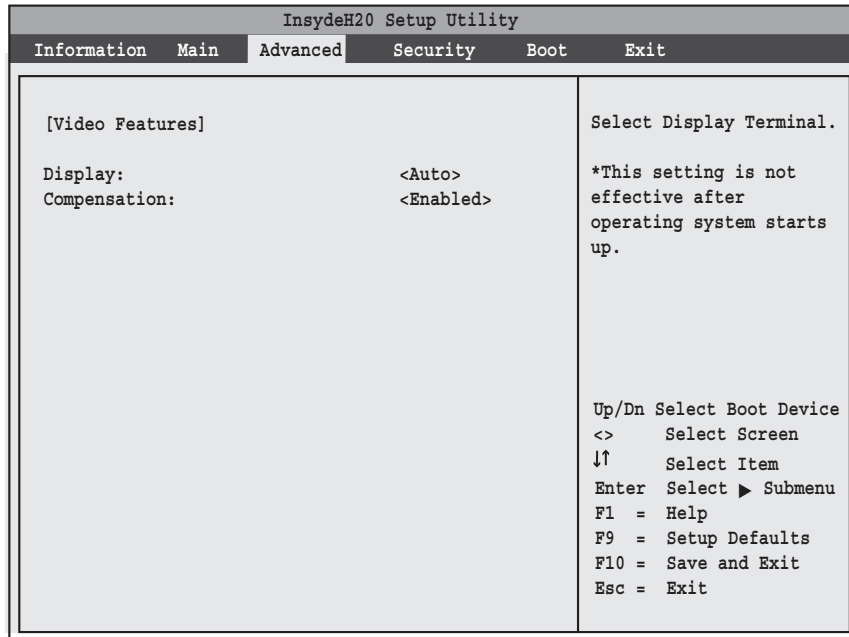 InsydeH20 Setup Utility
Information Main Advanced Security Boot Exit
[Video Features]
Display: <Auto>
Compensation: <Enabled>
Select Display Terminal.
*This setting is not
effective after
operating system starts
up.
Up/Dn Select Boot Device
<> Select Screen
↓↑ Select Item
Enter Select ▶ Submenu
F1 = Help
F9 = Setup Defaults
F10 = Save and Exit
Esc = Exit